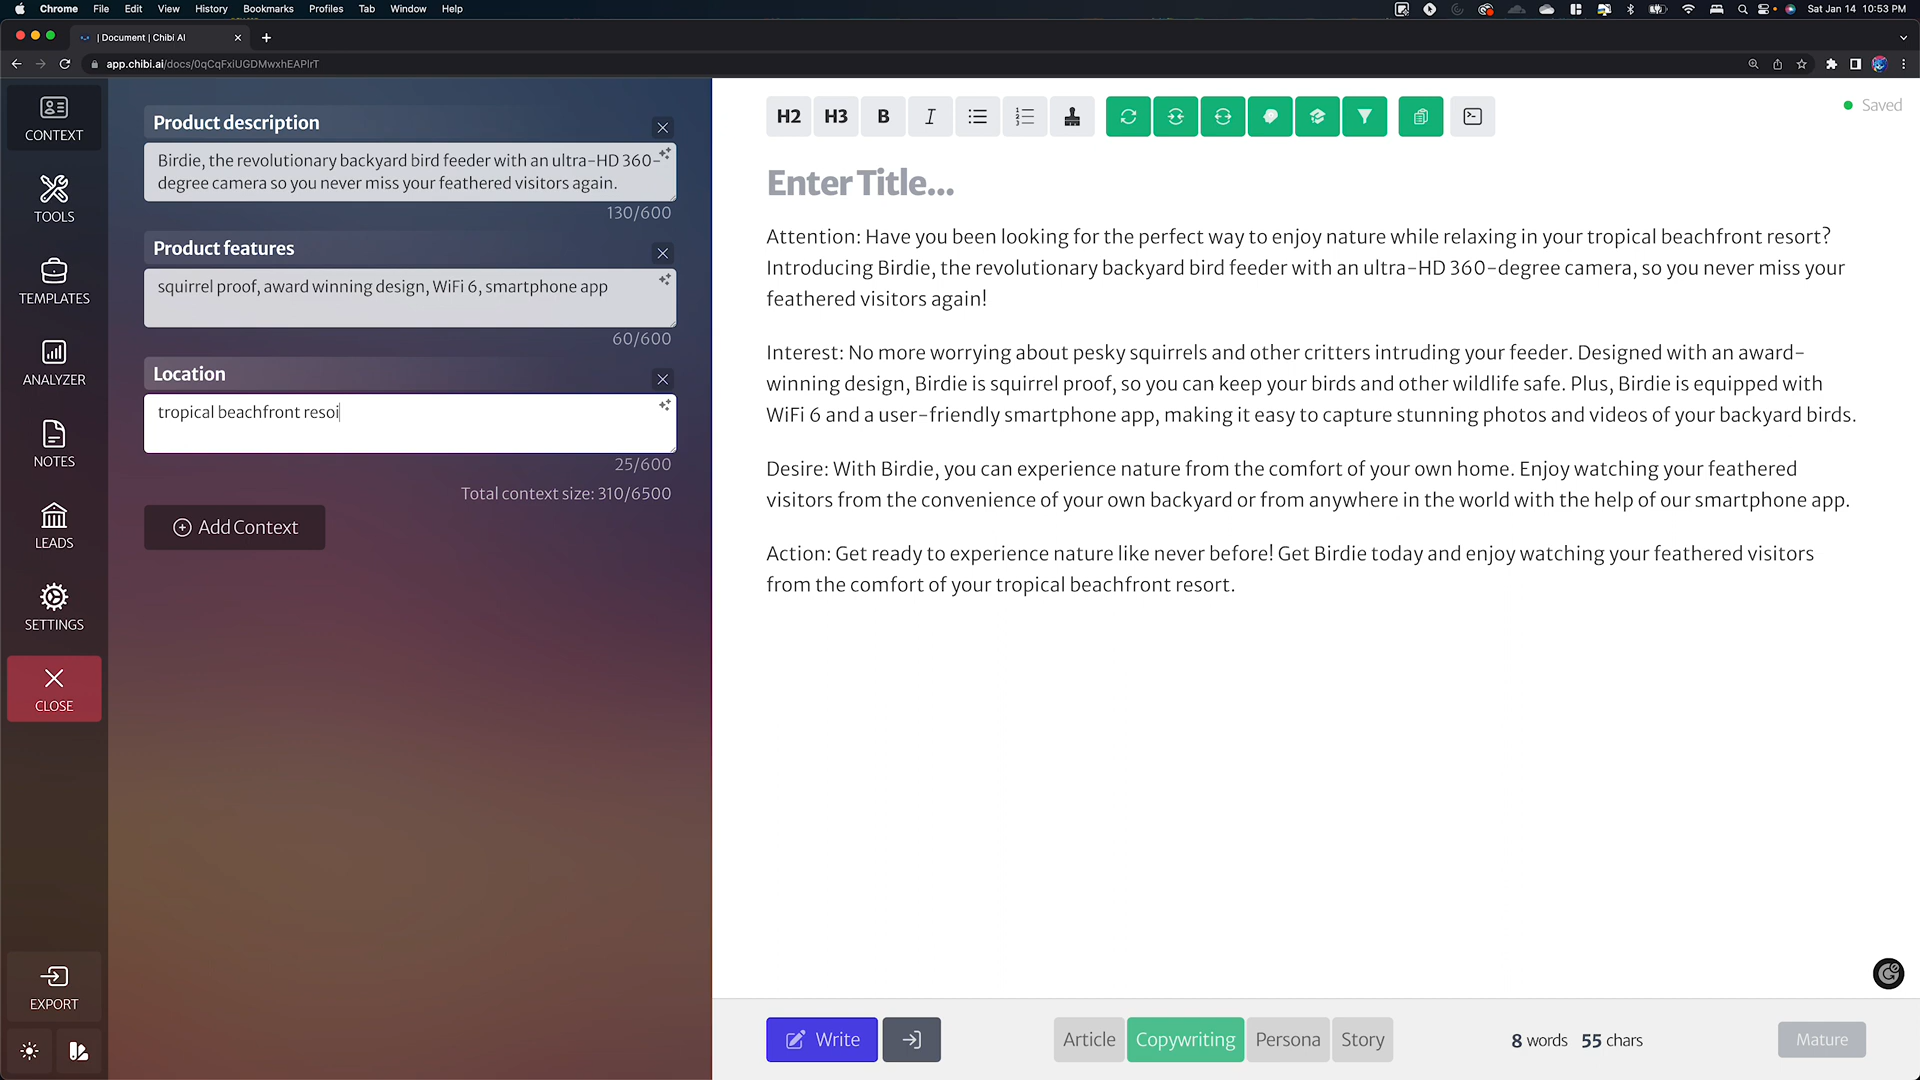 Chrome File Edit View History Bookmarks Profiles Tab Window Help
Sat Jan 14 10:53 PM
| Document | Chibi AI
app.chibi.ai/docs/0qCqFxiUGDMwxhEAPlrT
CONTEXT
TOOLS
TEMPLATES
ANALYZER
NOTES
LEADS
SETTINGS
CLOSE
EXPORT
Product description
Birdie, the revolutionary backyard bird feeder with an ultra-HD 360-
degree camera so you never miss your feathered visitors again.
130/600
Product features
squirrel proof, award winning design, WiFi 6, smartphone app
60/600
Location
tropical beachfront resoi
25/600
Total context size: 310/6500
Add Context
H2 H3 B I
Saved
Enter Title...
Attention: Have you been looking for the perfect way to enjoy nature while relaxing in your tropical beachfront resort?
Introducing Birdie, the revolutionary backyard bird feeder with an ultra-HD 360-degree camera, so you never miss your
feathered visitors again!
Interest: No more worrying about pesky squirrels and other critters intruding your feeder. Designed with an award-
winning design, Birdie is squirrel proof, so you can keep your birds and other wildlife safe. Plus, Birdie is equipped with
WiFi 6 and a user-friendly smartphone app, making it easy to capture stunning photos and videos of your backyard birds.
Desire: With Birdie, you can experience nature from the comfort of your own home. Enjoy watching your feathered
visitors from the convenience of your own backyard or from anywhere in the world with the help of our smartphone app.
Action: Get ready to experience nature like never before! Get Birdie today and enjoy watching your feathered visitors
from the comfort of your tropical beachfront resort.
Write
Article Copywriting Persona Story
8 words 55 chars
Mature